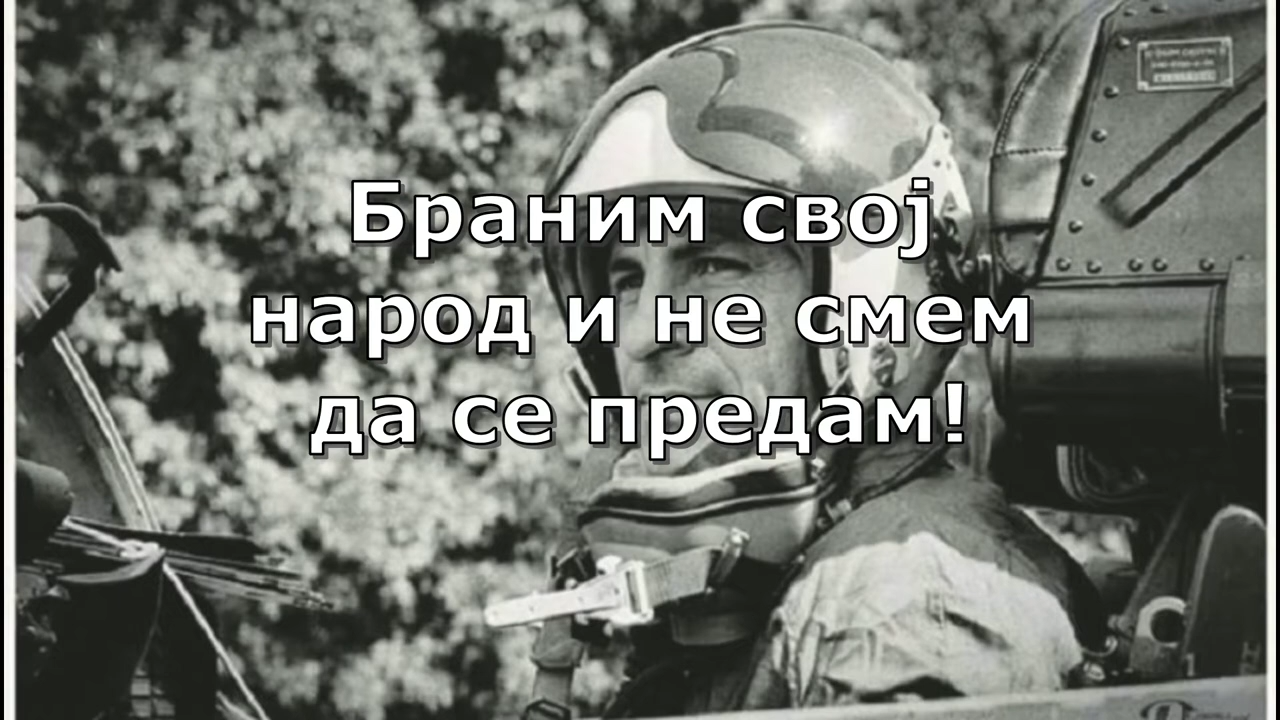 Браним свој
народ и не смем
да се предам!